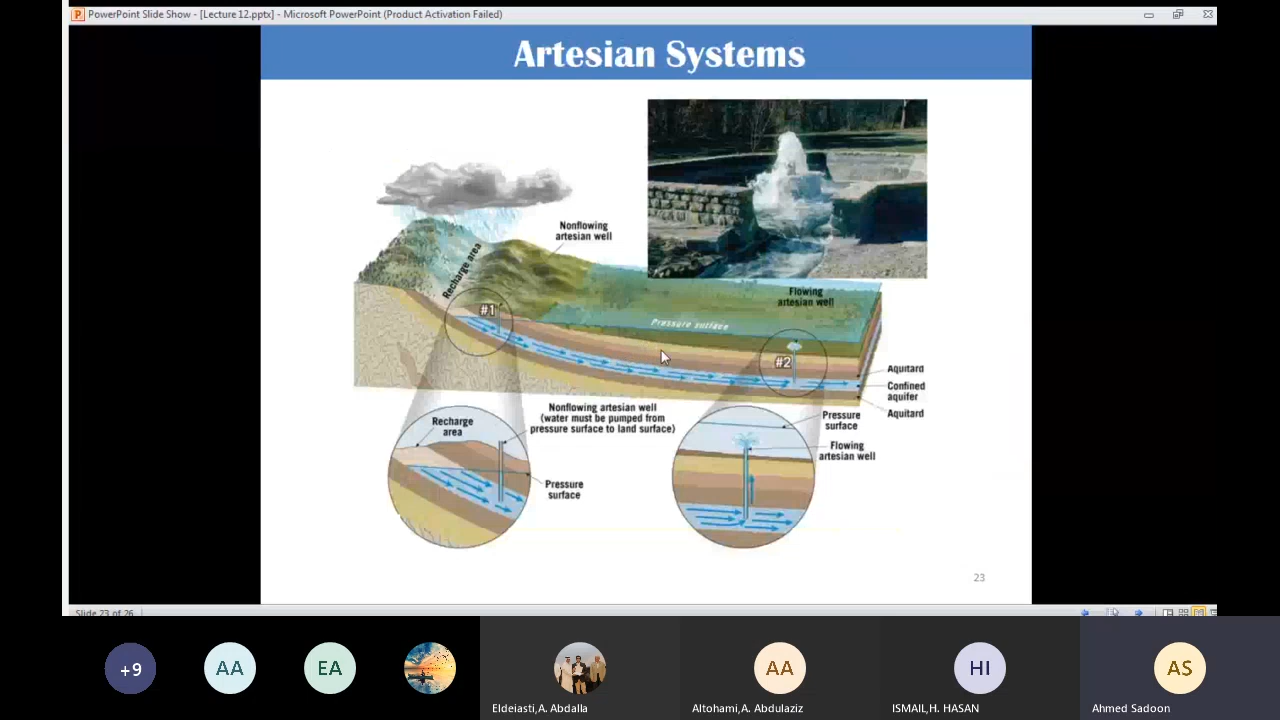 PowerPoint Slide Show - [Lecture 12.pptx] - Microsoft PowerPoint (Product Activation Failed)
Artesian Systems
Nonflowing
artesian well
Recharge area
#1
Flowing
artesian well
Pressure surface
#2
Aquitard
Confined
aquifer
Aquitard
Nonflowing artesian well
(water must be pumped from
pressure surface to land surface)
Recharge
area
Pressure
surface
Pressure
surface
Flowing
artesian well
23
Slide 23 of 26
+9
AA
EA
AA
HI
AS
Eldeiasti,A. Abdalla
Altohami,A. Abdulaziz
ISMAIL,H. HASAN
Ahmed Sadoon